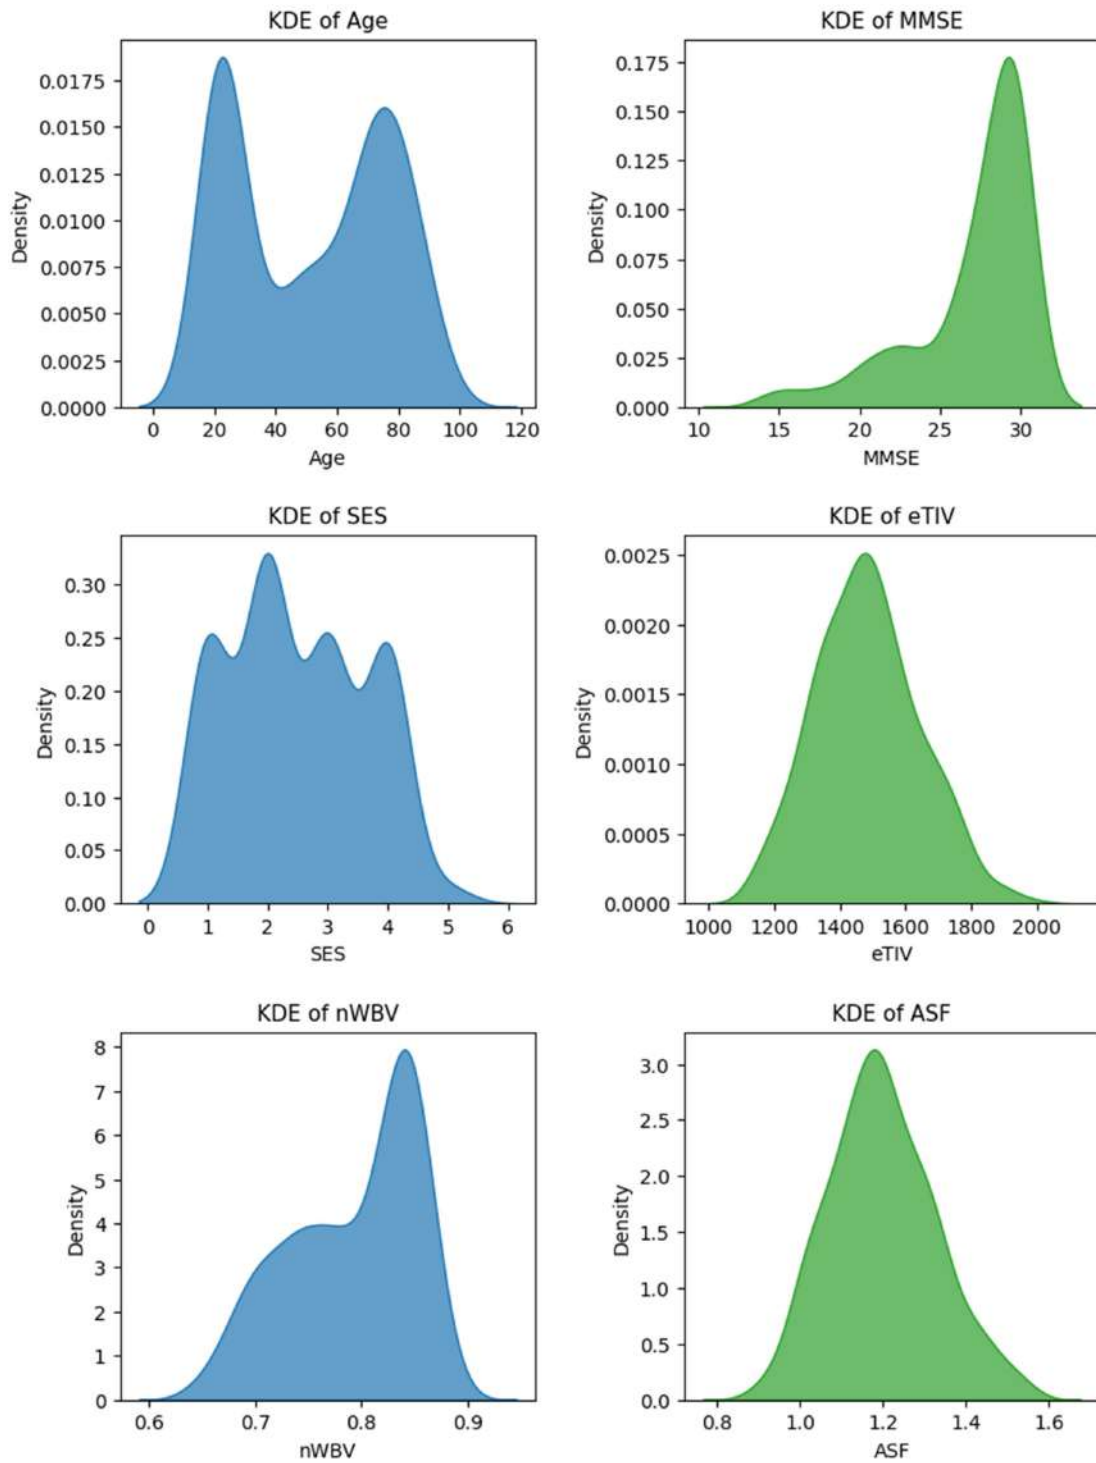 KDE of Age
0.0175
0.0150
0.0125
0.0100
0.0075
0.0050
0.0025
0.0000
Density
0 20 40 60 80 100 120
Age
KDE of MMSE
0.175
0.150
0.125
0.100
0.075
0.050
0.025
0.000
Density
10 15 20 25 30
MMSE
KDE of SES
0.30
0.25
0.20
0.15
0.10
0.05
0.00
Density
0 1 2 3 4 5 6
SES
KDE of eTIV
0.0025
0.0020
0.0015
0.0010
0.0005
0.0000
Density
1000 1200 1400 1600 1800 2000
eTIV
KDE of nWBV
8
7
6
5
4
3
2
1
0
Density
0.6 0.7 0.8 0.9
nWBV
KDE of ASF
3.0
2.5
2.0
1.5
1.0
0.5
0.0
Density
0.8 1.0 1.2 1.4 1.6
ASF